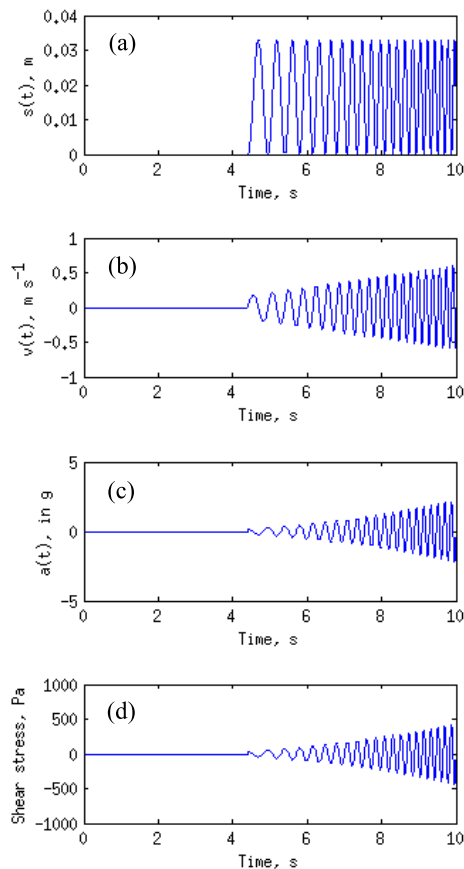 0.04
(a)
0.03
0.02
0.01
0
s(t), m
0 2 4 6 8 10
Time, s
1
(b)
0.5
0
-0.5
-1
v(t), m s-1
0 2 4 6 8 10
Time, s
5
(c)
0
-5
a(t), in g
0 2 4 6 8 10
Time, s
1000
(d)
500
0
-500
-1000
Shear stress, Pa
0 2 4 6 8 10
Time, s